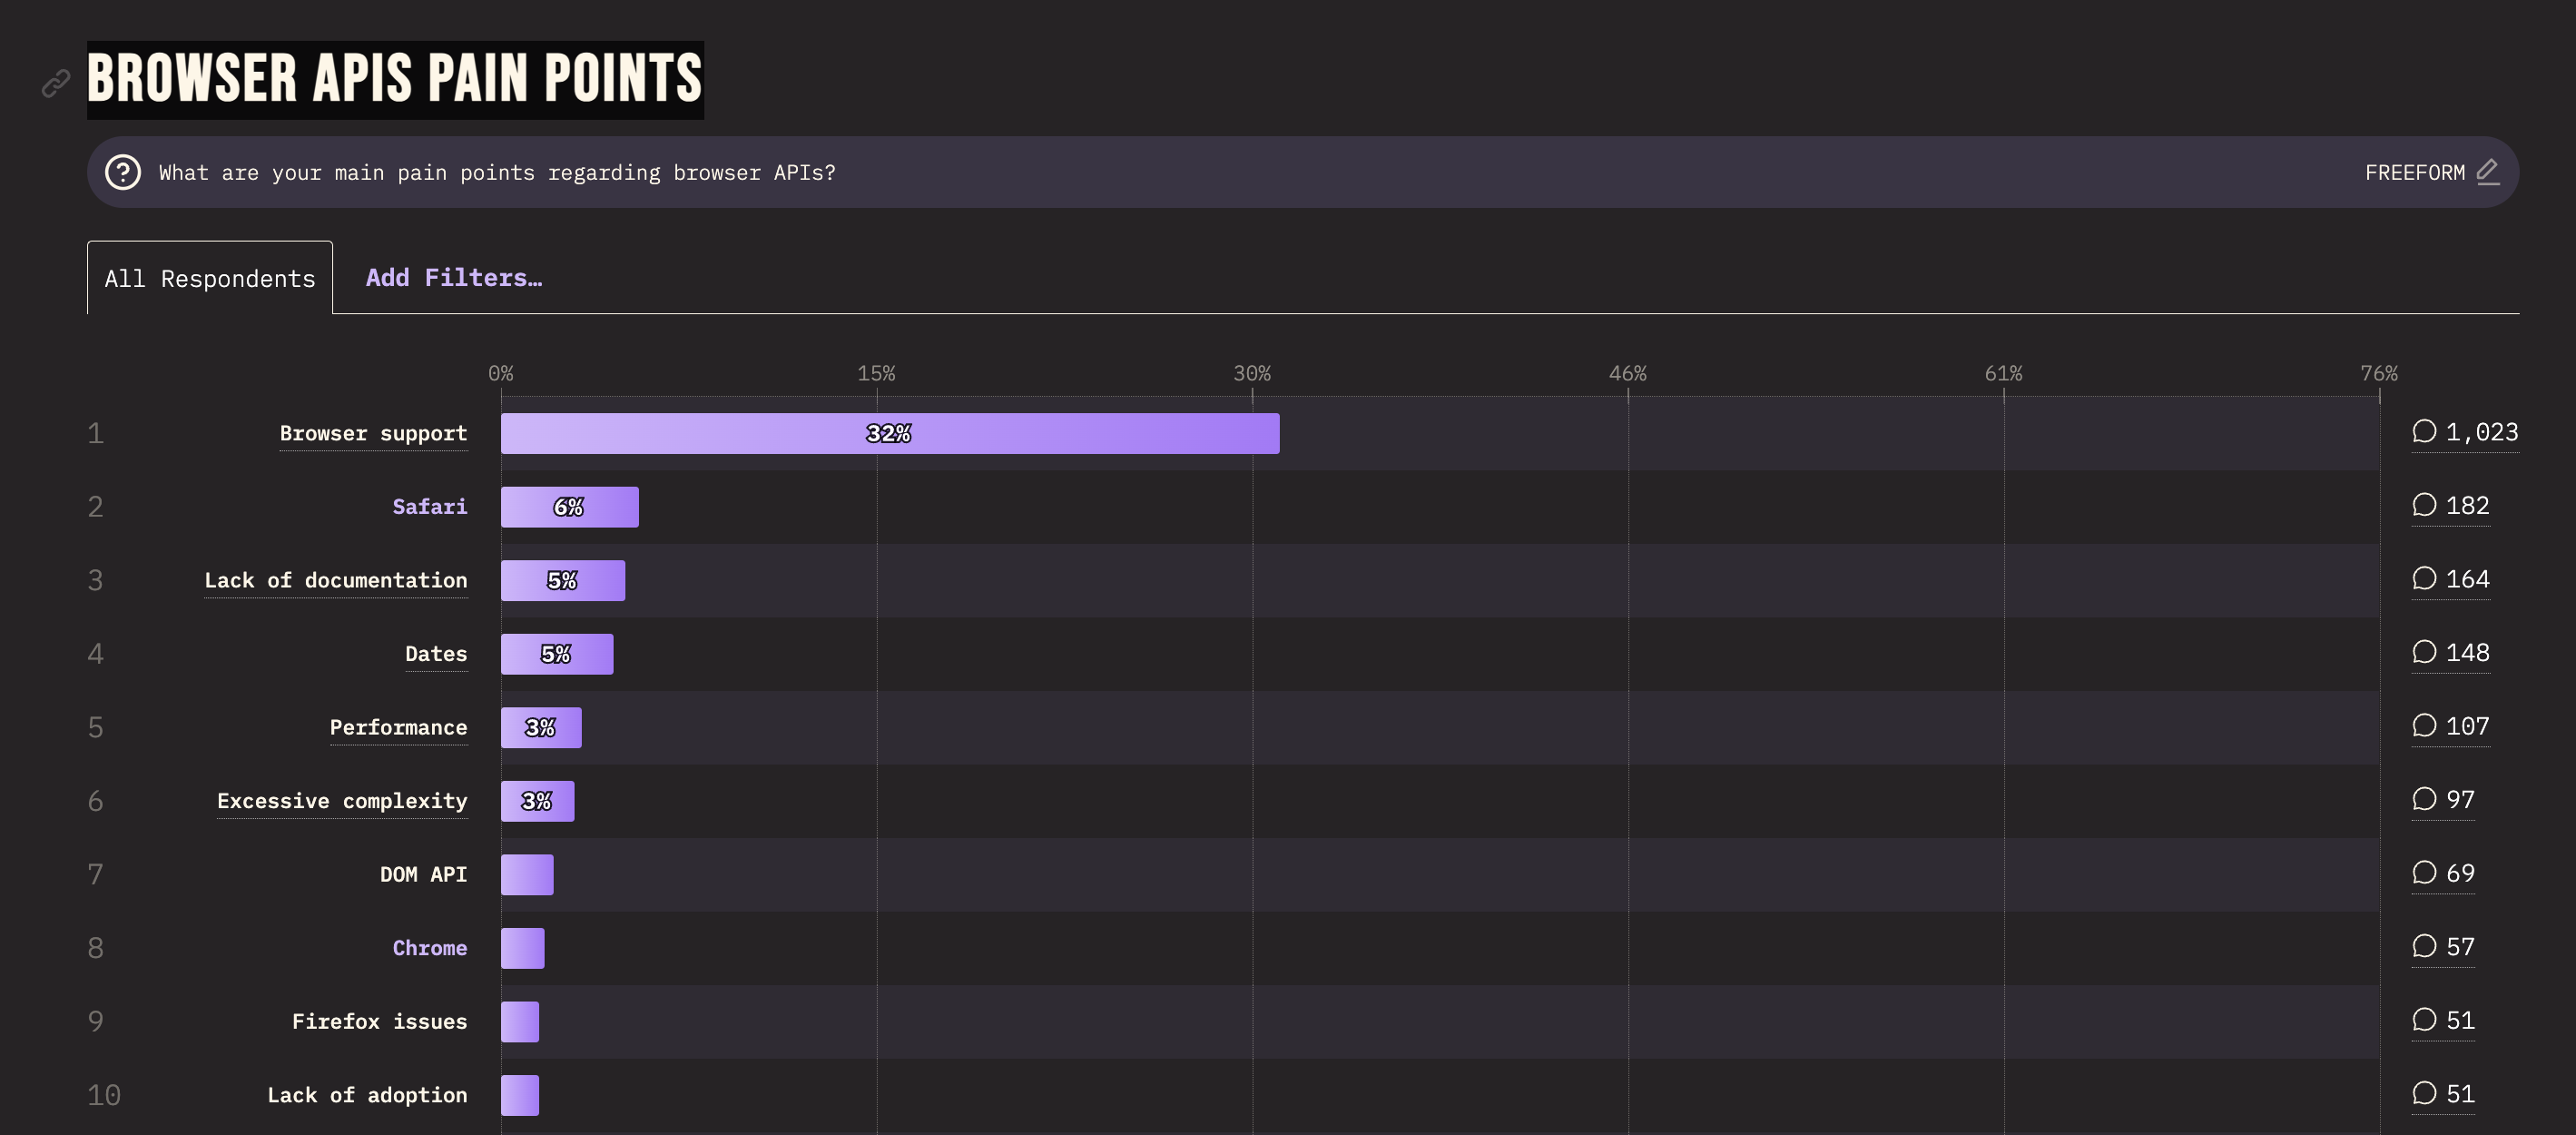 BROWSER APIS PAIN POINTS
What are your main pain points regarding browser APIs? FREEFORM
All Respondents Add Filters…
0% 15% 30% 46% 61% 76%
1 Browser support 32% 1,023
2 Safari 6% 182
3 Lack of documentation 5% 164
4 Dates 5% 148
5 Performance 3% 107
6 Excessive complexity 3% 97
7 DOM API 69
8 Chrome 57
9 Firefox issues 51
10 Lack of adoption 51